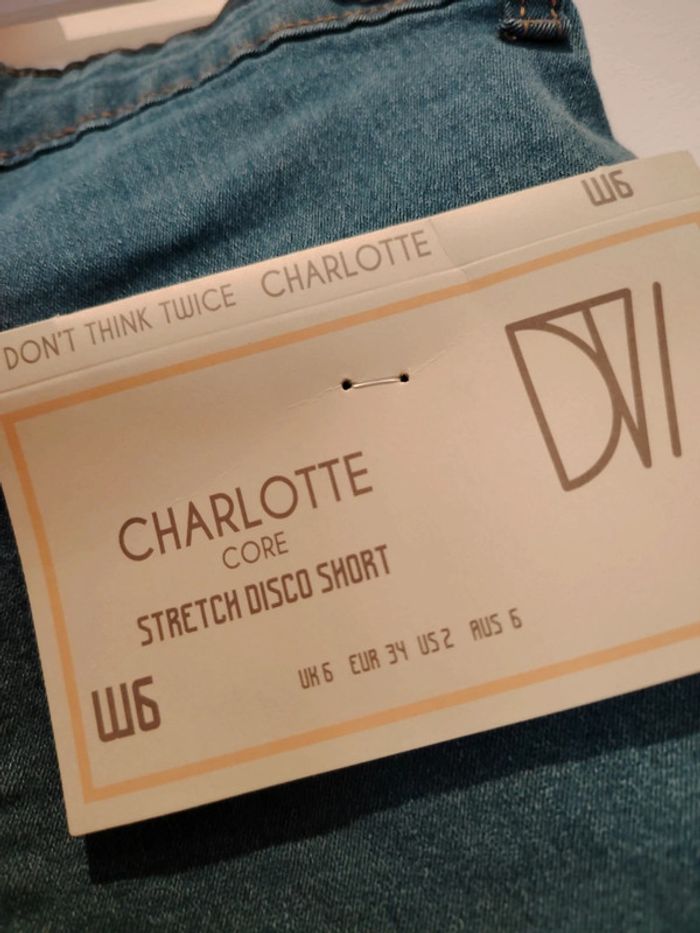 W6
DON'T THINK TWICE CHARLOTTE
DVI
CHARLOTTE
CORE
STRETCH DISCO SHORT
W6
UK 6 EUR 34 US 2 AUS 6